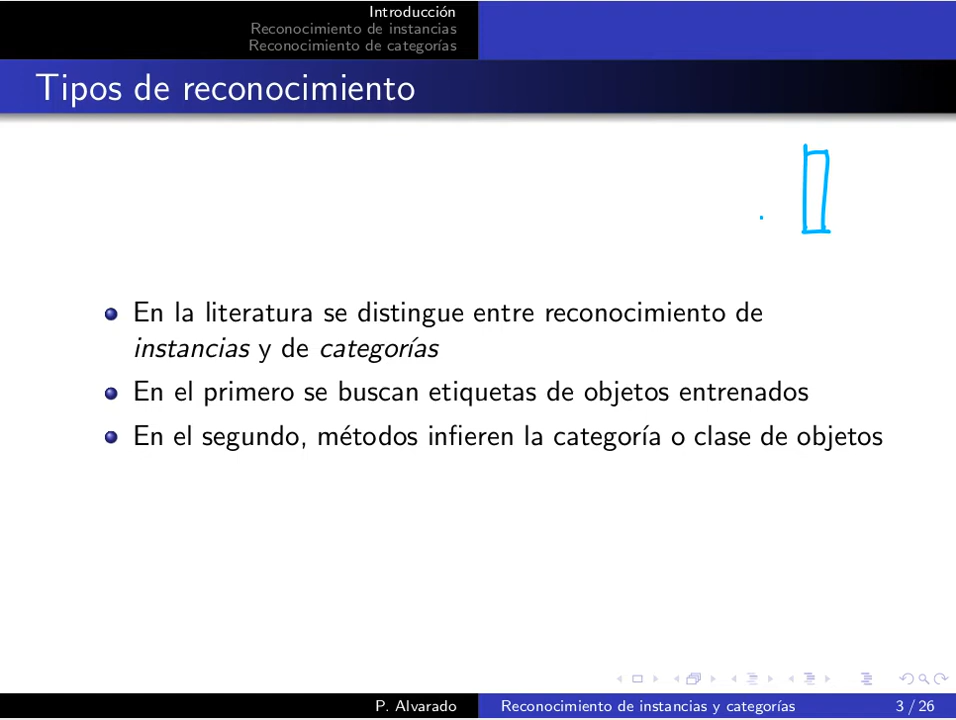 Introducción
Reconocimiento de instancias
Reconocimiento de categorías
Tipos de reconocimiento
En la literatura se distingue entre reconocimiento de
instancias y de categorías
En el primero se buscan etiquetas de objetos entrenados
En el segundo, métodos infieren la categoría o clase de objetos
P. Alvarado
Reconocimiento de instancias y categorías
3 / 26